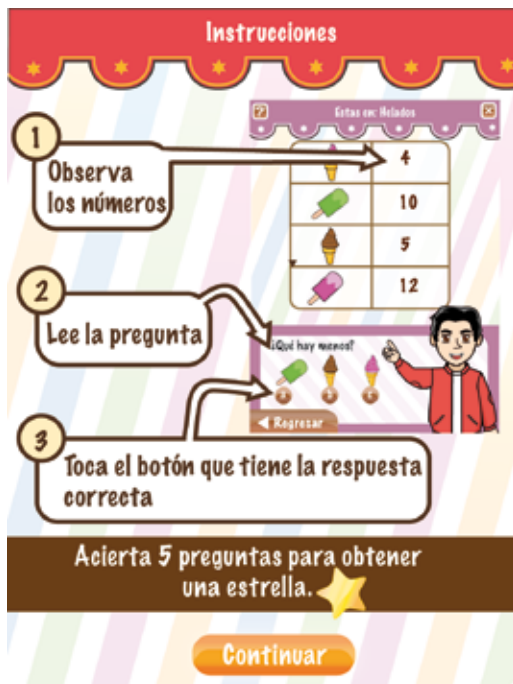 Instrucciones
?
Estas en: Helados
X
1
Observa
los números
4
10
5
12
2
Lee la pregunta
¿Qué hay menos?
Regresar
3
Toca el botón que tiene la respuesta
correcta
Acierta 5 preguntas para obtener
una estrella.
Continuar